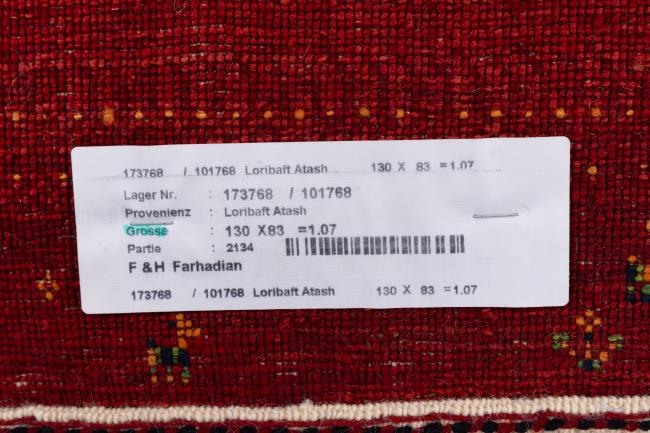 173768 / 101768 Loribaft Atash 130 X 83 =1.07
Lager Nr. : 173768 / 101768
Provenienz : Loribaft Atash
Grosse : 130 X83 =1.07
Partie : 2134
F &H Farhadian
173768 / 101768 Loribaft Atash 130 X 83 =1.07